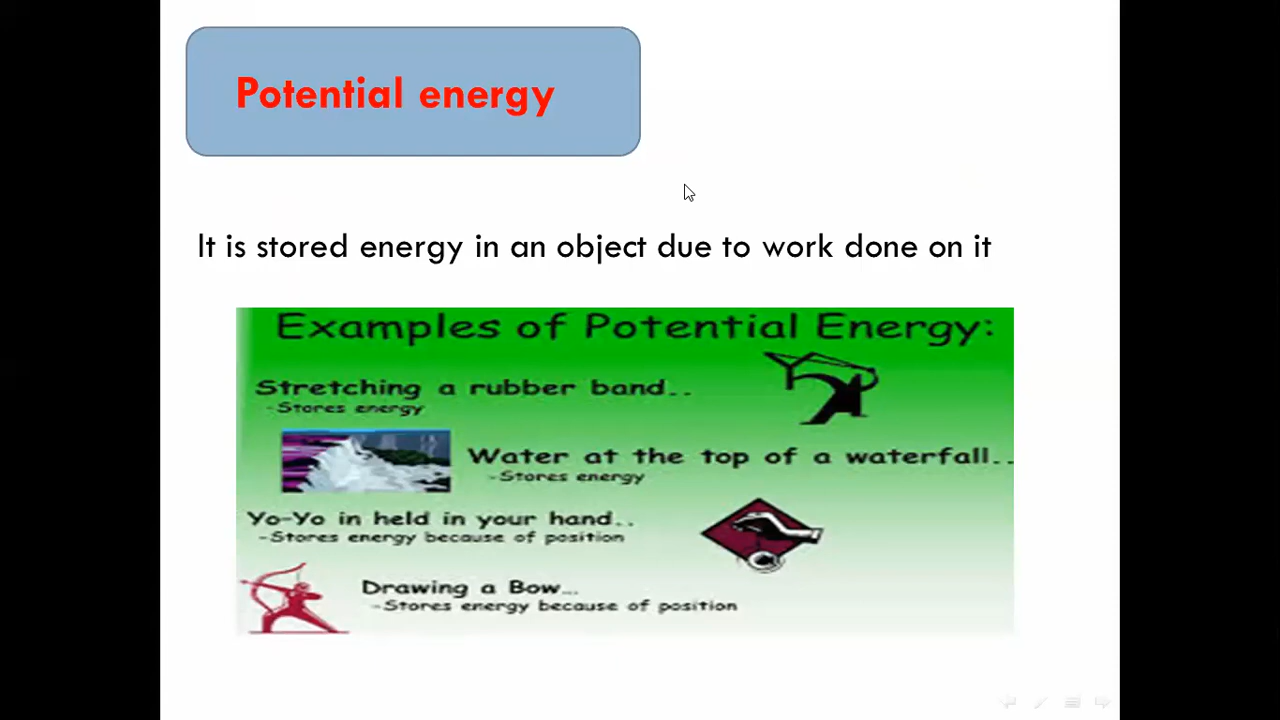 Potential energy
It is stored energy in an object due to work done on it
Examples of Potential Energy:
Stretching a rubber band..
-Stores energy
Water at the top of a waterfall..
-Stores energy
Yo-Yo in held in your hand..
-Stores energy because of position
Drawing a Bow...
-Stores energy because of position